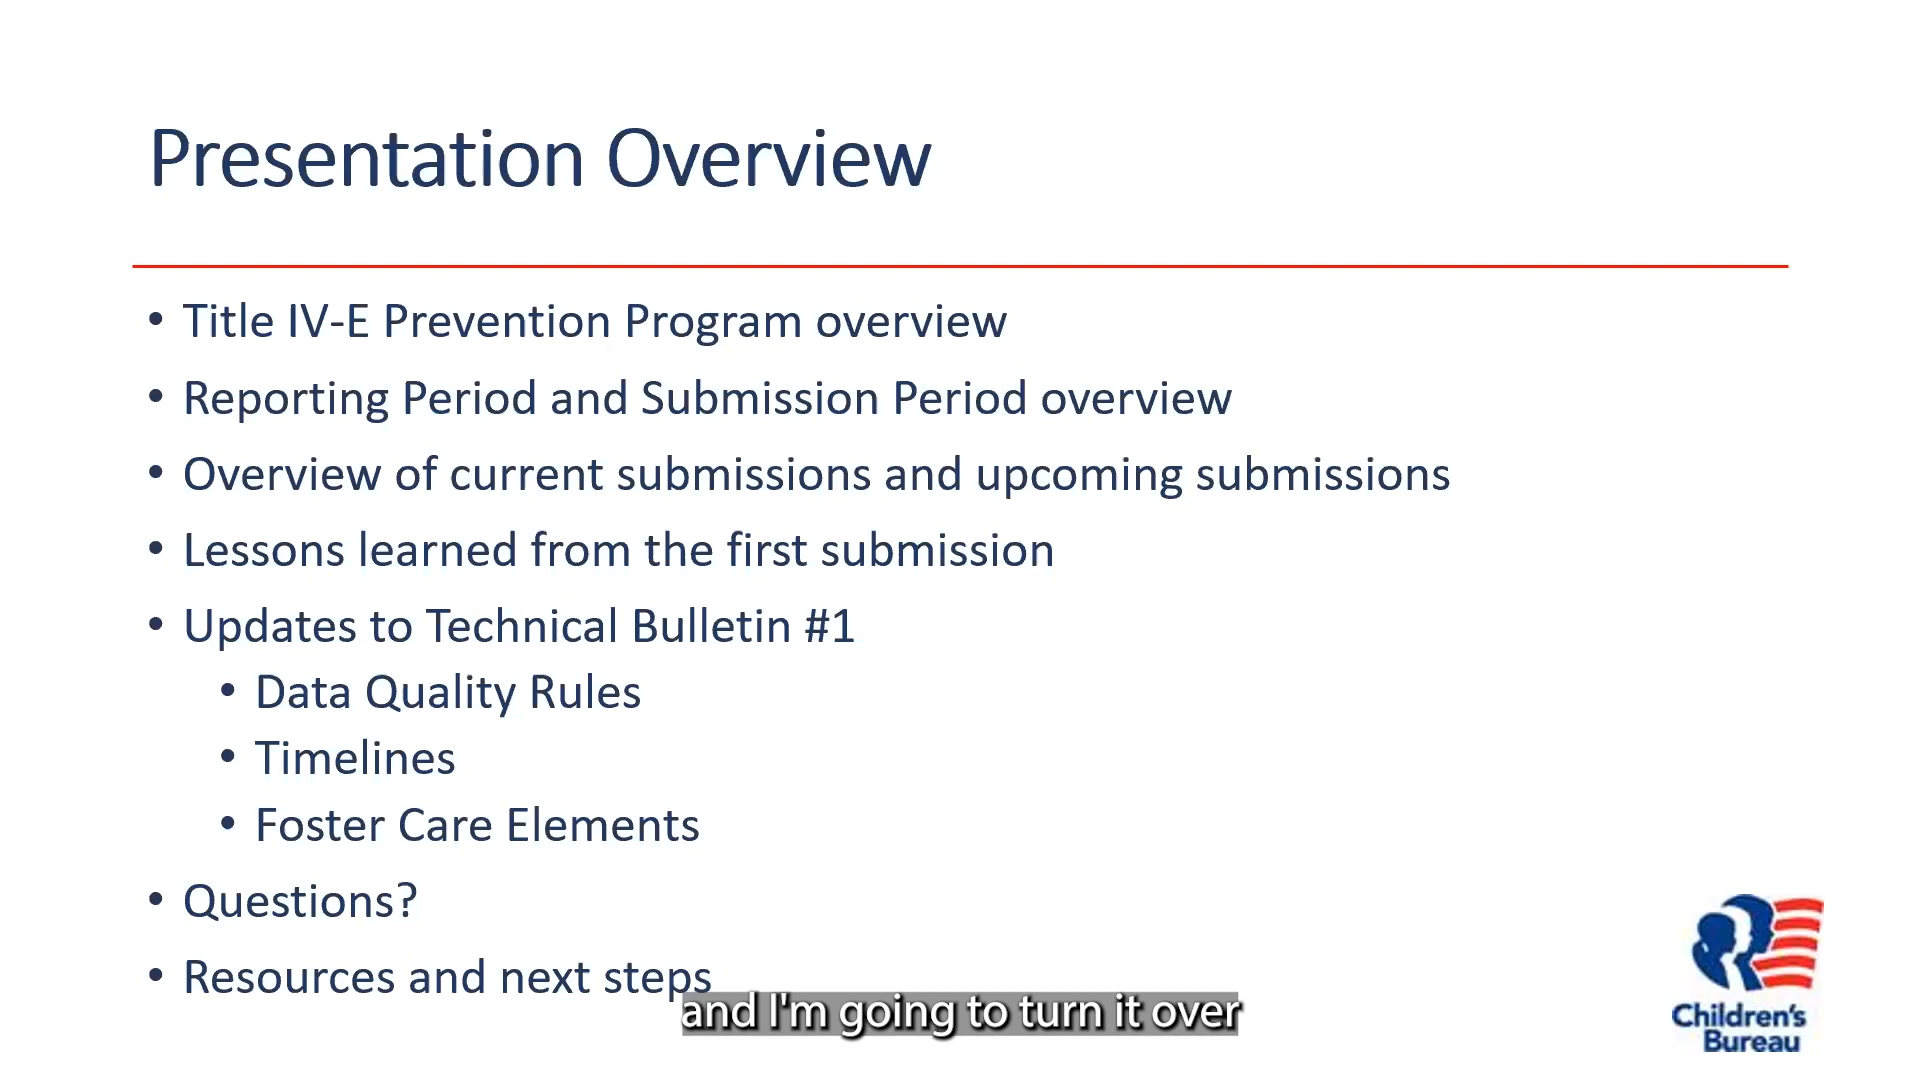 Presentation Overview
• Title IV-E Prevention Program overview
• Reporting Period and Submission Period overview
• Overview of current submissions and upcoming submissions
• Lessons learned from the first submission
• Updates to Technical Bulletin #1
• Data Quality Rules
• Timelines
• Foster Care Elements
• Questions?
• Resources and next steps
and I'm going to turn it over
Children's
Bureau